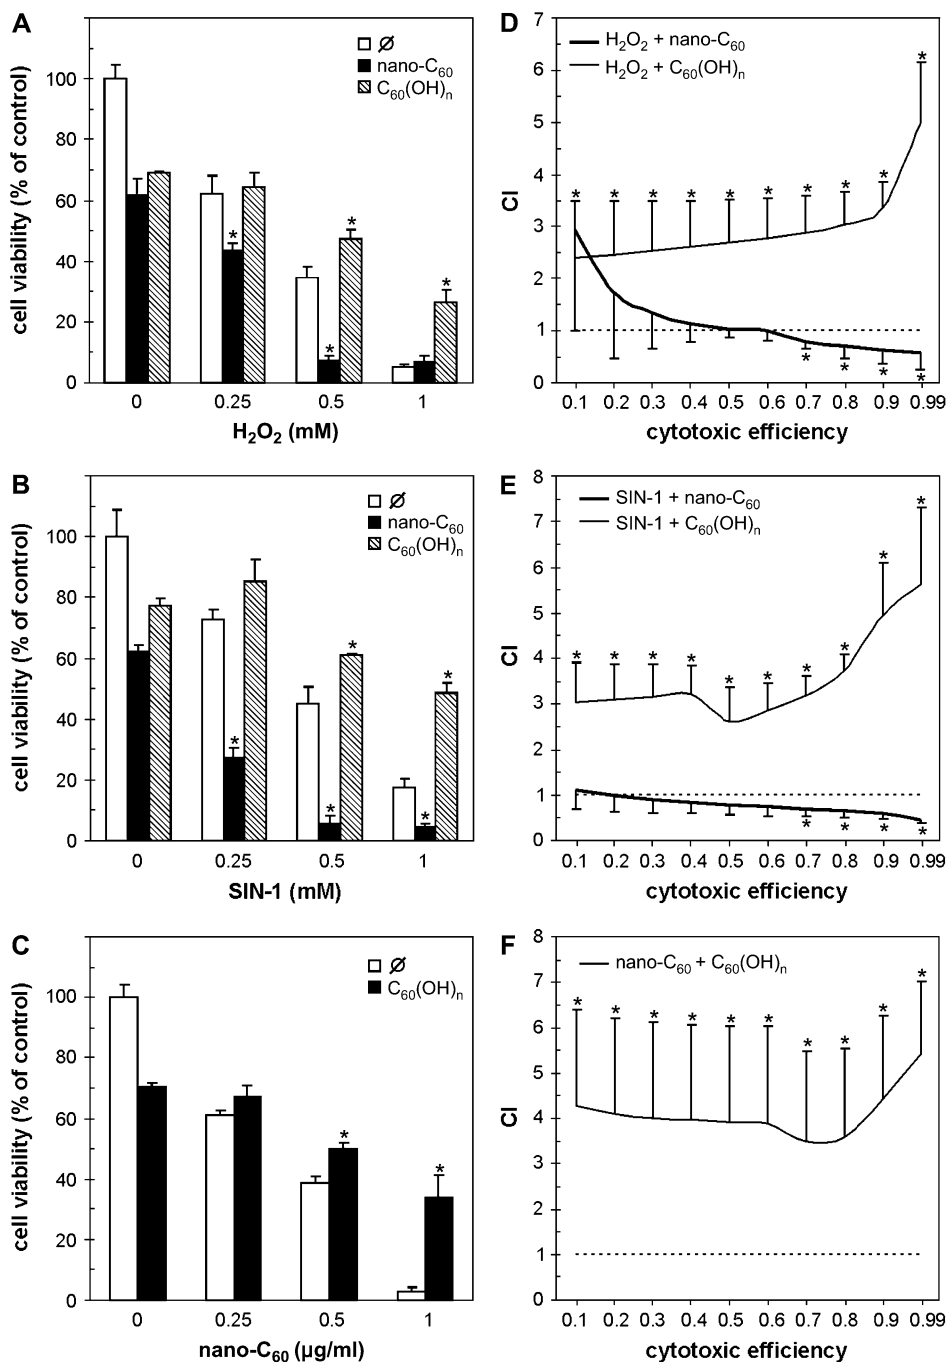 A
Ø
nano-C60
C60(OH)n
cell viability (% of control)
100
80
60
40
20
0
0 0.25 0.5 1
H2O2 (mM)
* * * *
D
H2O2 + nano-C60
H2O2 + C60(OH)n
CI
7
6
5
4
3
2
1
0
* * * * * * * * * *
* * * *
0.1 0.2 0.3 0.4 0.5 0.6 0.7 0.8 0.9 0.99
cytotoxic efficiency
B
Ø
nano-C60
C60(OH)n
cell viability (% of control)
100
80
60
40
20
0
* * * * *
0 0.25 0.5 1
SIN-1 (mM)
E
SIN-1 + nano-C60
SIN-1 + C60(OH)n
CI
8
7
6
5
4
3
2
1
0
* * * * * * * * * *
* * * *
0.1 0.2 0.3 0.4 0.5 0.6 0.7 0.8 0.9 0.99
cytotoxic efficiency
C
Ø
C60(OH)n
cell viability (% of control)
100
80
60
40
20
0
* *
0 0.25 0.5 1
nano-C60 (µg/ml)
F
nano-C60 + C60(OH)n
CI
8
7
6
5
4
3
2
1
0
* * * * * * * * * *
0.1 0.2 0.3 0.4 0.5 0.6 0.7 0.8 0.9 0.99
cytotoxic efficiency